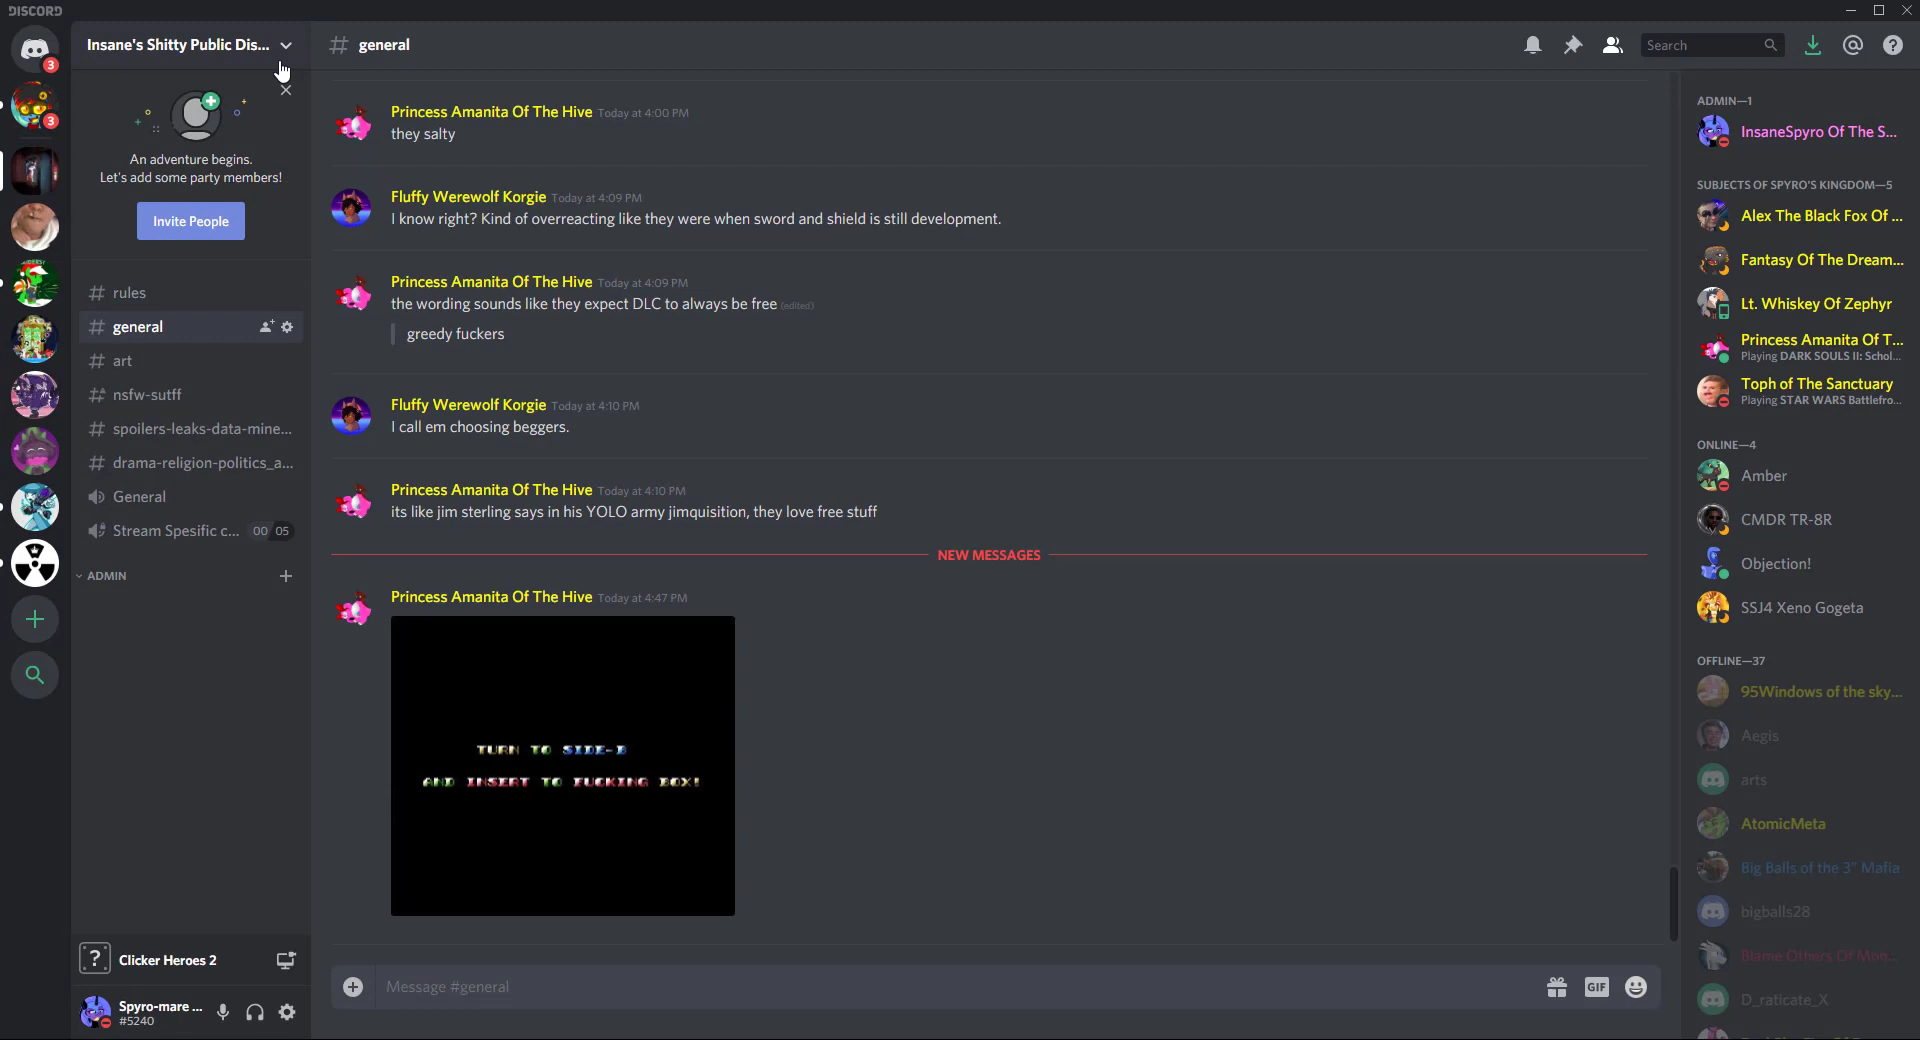 DISCORD
3
3
Insane's Shitty Public Dis...
An adventure begins.
Let's add some party members!
Invite People
# rules
# general
# art
# nsfw-sutff
# spoilers-leaks-data-mine...
# drama-religion-politics_a...
General
Stream Spesific c... 00 05
ADMIN
?
Clicker Heroes 2
Spyro-mare ...
#5240
# general
Search
@
?
Princess Amanita Of The Hive Today at 4:00 PM
they salty
Fluffy Werewolf Korgie Today at 4:09 PM
I know right? Kind of overreacting like they were when sword and shield is still development.
Princess Amanita Of The Hive Today at 4:09 PM
the wording sounds like they expect DLC to always be free (edited)
greedy fuckers
Fluffy Werewolf Korgie Today at 4:10 PM
I call em choosing beggers.
Princess Amanita Of The Hive Today at 4:10 PM
its like jim sterling says in his YOLO army jimquisition, they love free stuff
NEW MESSAGES
Princess Amanita Of The Hive Today at 4:47 PM
TURN TO SIDE-B
AND INSERT TO FUCKING BOX!
Message #general
GIF
ADMIN—1
InsaneSpyro Of The S...
SUBJECTS OF SPYRO'S KINGDOM—5
Alex The Black Fox Of ...
Fantasy Of The Dream...
Lt. Whiskey Of Zephyr
Princess Amanita Of T...
Playing DARK SOULS II: Schol...
Toph of The Sanctuary
Playing STAR WARS Battlefro...
ONLINE—4
Amber
CMDR TR-8R
Objection!
SSJ4 Xeno Gogeta
OFFLINE—37
95Windows of the sky...
Aegis
arts
AtomicMeta
Big Balls of the 3" Mafia
bigballs28
Blame Others Of Mog...
D_raticate_X